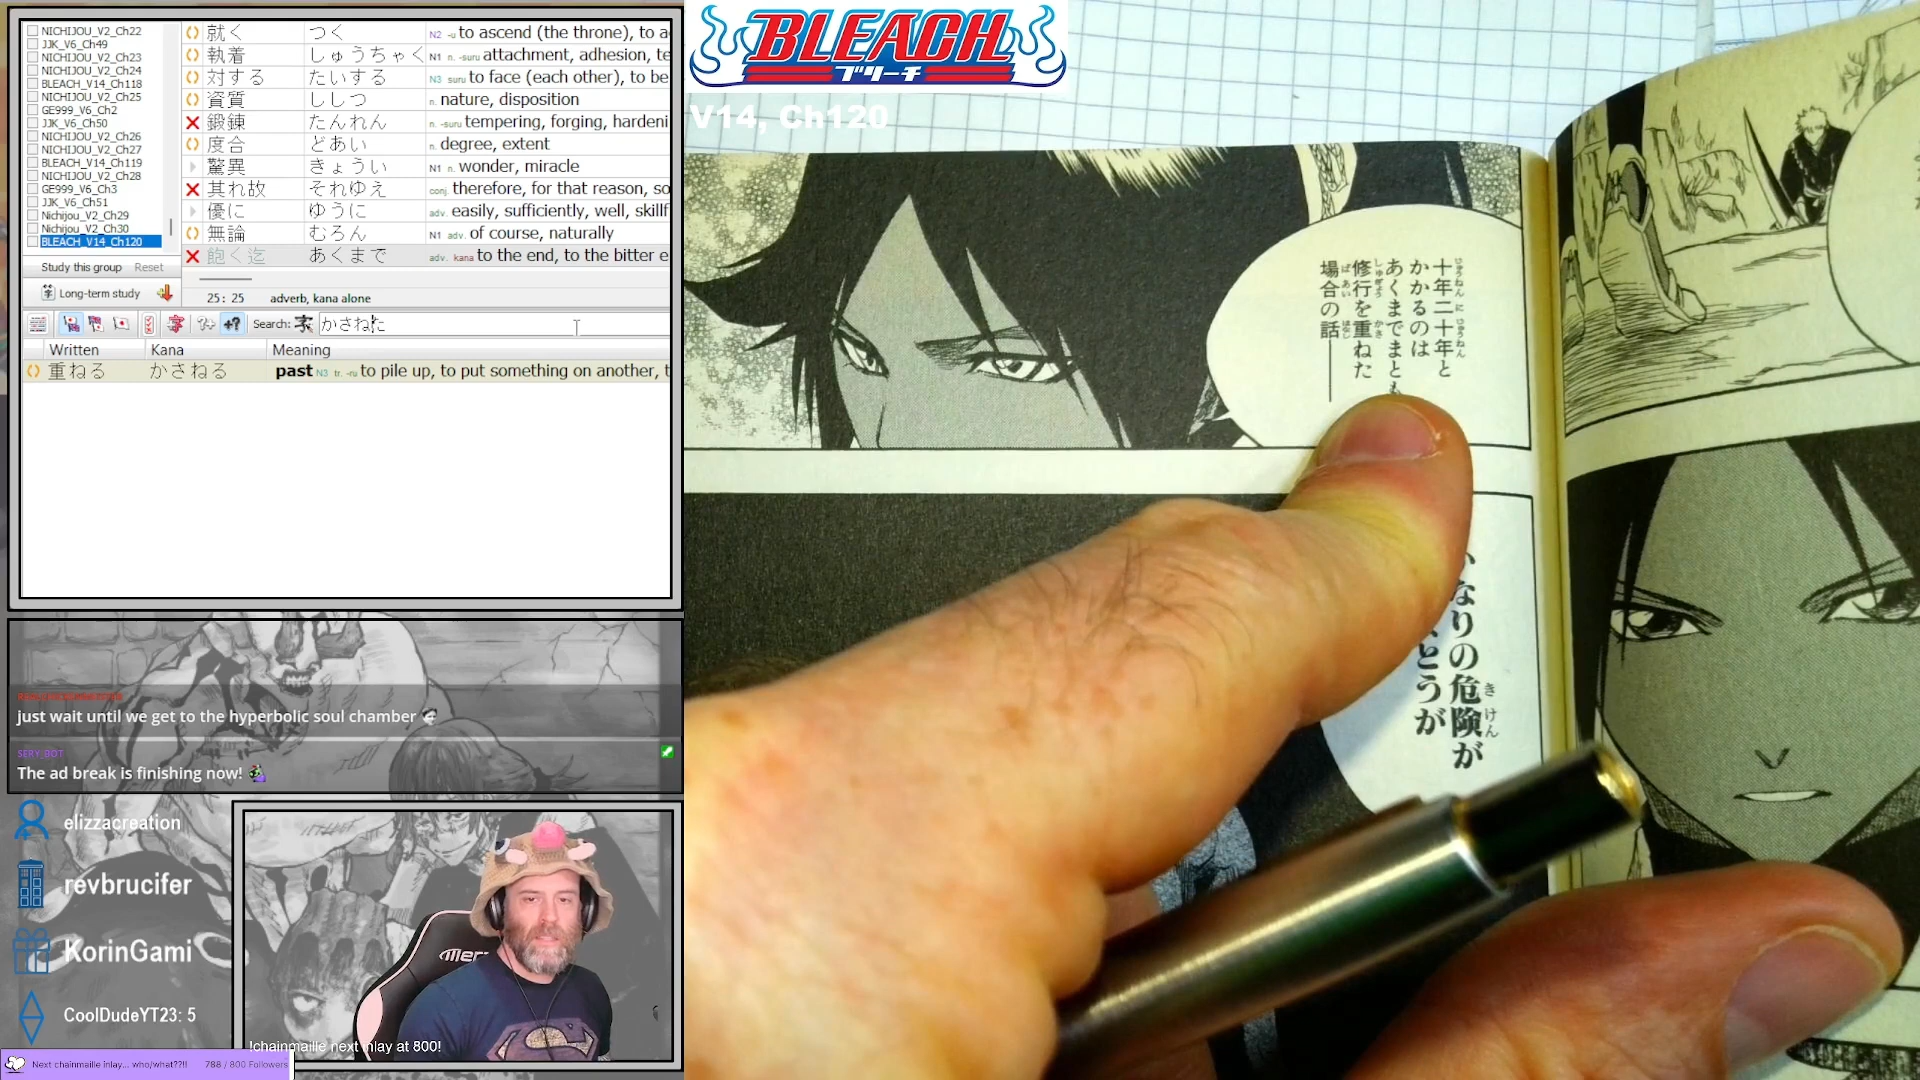 NICHIJOU_V2_Ch22
JJK_V6_Ch49
NICHIJOU_V2_Ch23
NICHIJOU_V2_Ch24
BLEACH_V14_Ch118
NICHIJOU_V2_Ch25
GE999_V6_Ch2
JJK_V6_Ch50
NICHIJOU_V2_Ch26
NICHIJOU_V2_Ch27
BLEACH_V14_Ch119
NICHIJOU_V2_Ch28
GE999_V6_Ch3
JJK_V6_Ch51
Nichijou_V2_Ch29
Nichijou_V2_Ch30
BLEACH_V14_Ch120
Study this group Reset
Long-term study
就く つく N2 -u to ascend (the throne), to a
執着 しゅうちゃく N1 n. -suru attachment, adhesion, te
対する たいする N3 suru to face (each other), to be
資質 ししつ n. nature, disposition
鍛錬 たんれん n. -suru tempering, forging, hardeni
度合 どあい n. degree, extent
驚異 きょうい N1 n. wonder, miracle
其れ故 それゆえ conj. therefore, for that reason, so
優に ゆうに adv. easily, sufficiently, well, skillf
無論 むろん N1 adv. of course, naturally
飽く迄 あくまで adv. kana to the end, to the bitter e
25: 25 adverb, kana alone
Search: かさねた
Written Kana Meaning
重ねる かさねる past N3 tr. -ru to pile up, to put something on another, t
just wait until we get to the hyperbolic soul chamber
SERY_BOT
The ad break is finishing now!
elizzacreation
revbrucifer
KorinGami
CoolDudeYT23: 5
Next chainmaille inlay... who/what??!! 788 / 800 Followers
!chainmaille next inlay at 800!
BLEACH
ブリーチ
V14, Ch120
十年二十年と
かかるのは
あくまでまとも
修行を重ねた
場合の話――
なりの危険が
とうが